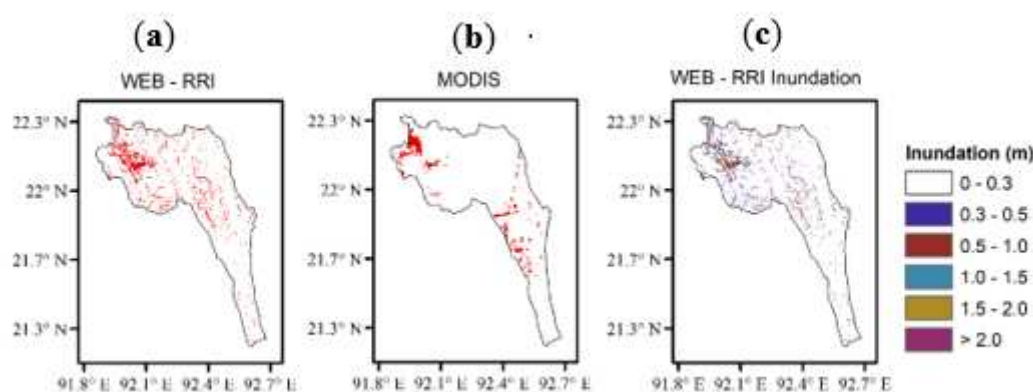 (a)
(b)
(c)
WEB - RRI
MODIS
WEB - RRI Inundation
22.3° N
22° N
21.7° N
21.3° N
91.8° E 92.1° E 92.4° E 92.7° E
22.3° N
22° N
21.7° N
21.3° N
91.8° E 92.1° E 92.4° E 92.7° E
22.3° N
22° N
21.7° N
21.3° N
91.8° E 92.1° E 92.4° E 92.7° E
Inundation (m)
0 - 0.3
0.3 - 0.5
0.5 - 1.0
1.0 - 1.5
1.5 - 2.0
> 2.0